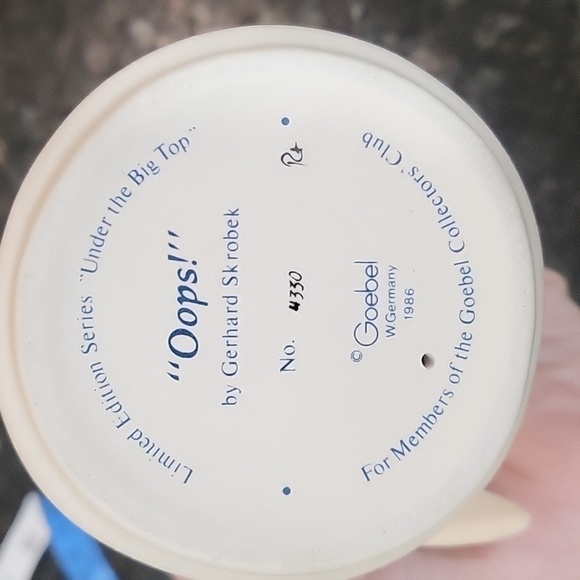 Limited Edition Series "Under the Big Top"
"Oops!"
by Gerhard Skrobek
No. 4330
© Goebel
W.Germany
1986
For Members of the Goebel Collectors' Club